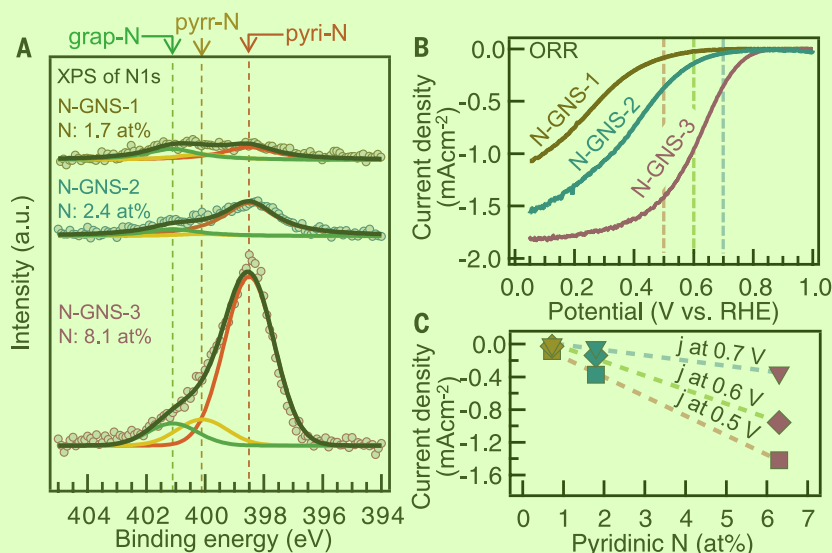 A
grap-N
pyrr-N
pyri-N
XPS of N1s
N-GNS-1
N: 1.7 at%
N-GNS-2
N: 2.4 at%
N-GNS-3
N: 8.1 at%
Intensity (a.u.)
404 402 400 398 396 394
Binding energy (eV)
B
ORR
N-GNS-1
N-GNS-2
N-GNS-3
0.0
-0.5
-1.0
-1.5
-2.0
Current density
(mAcm-2)
0.0 0.2 0.4 0.6 0.8 1.0
Potential (V vs. RHE)
C
j at 0.7 V
j at 0.6 V
j at 0.5 V
0.0
-0.4
-0.8
-1.2
-1.6
Current density
(mAcm-2)
0 1 2 3 4 5 6 7
Pyridinic N (at%)